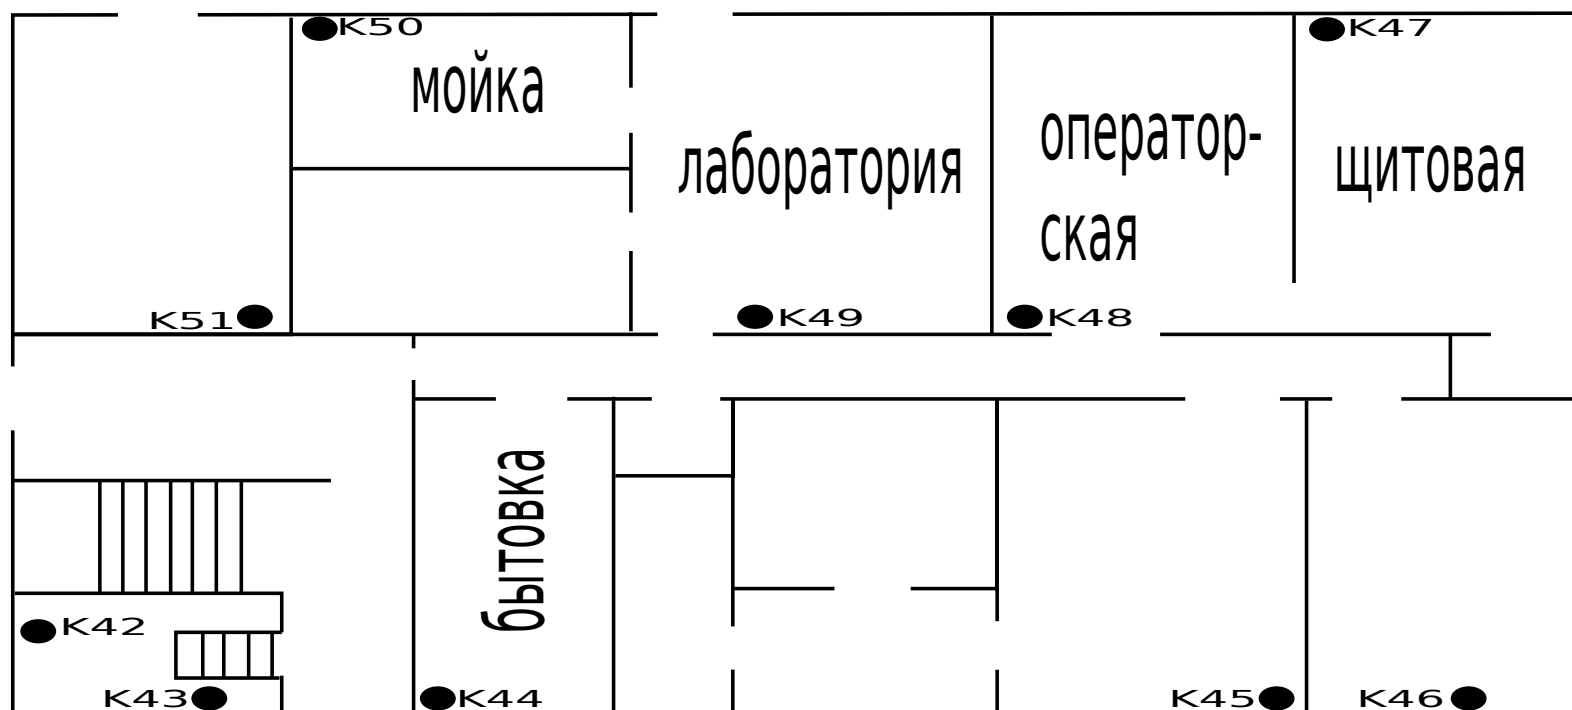 K50
K47
мойка
лаборатория
оператор-
ская
щитовая
K51
K49
K48
бытовка
K42
K43
K44
K45
K46